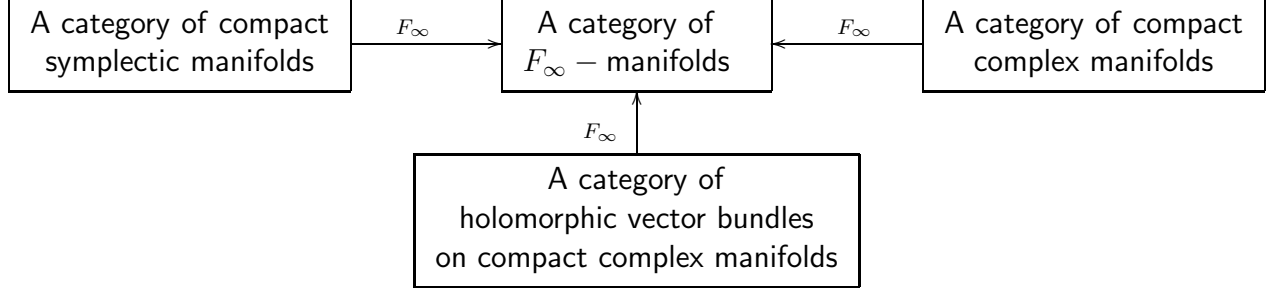 A category of compact
symplectic manifolds
F∞
A category of
F∞ − manifolds
F∞
A category of compact
complex manifolds
F∞
A category of
holomorphic vector bundles
on compact complex manifolds